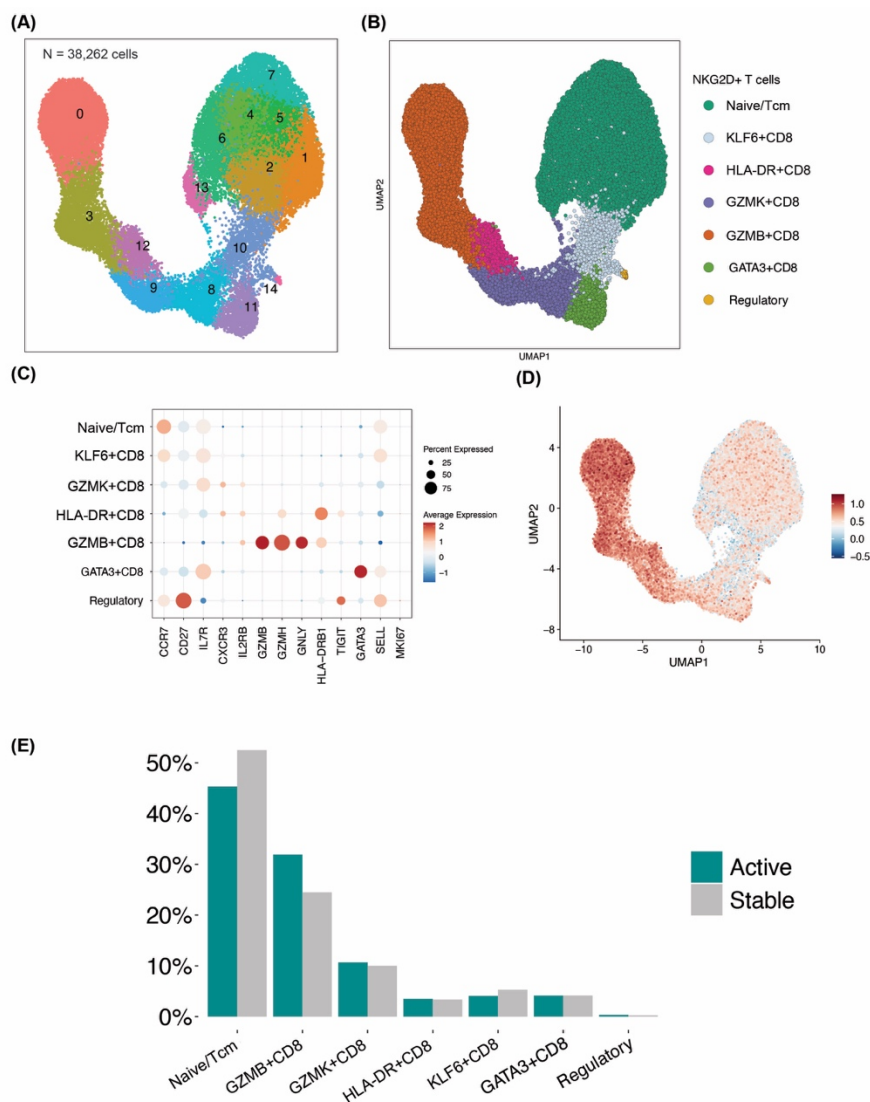 (A)
N = 38,262 cells
0
1
2
3
4
5
6
7
8
9
10
11
12
13
14
(B)
UMAP2
UMAP1
NKG2D+ T cells
Naive/Tcm
KLF6+CD8
HLA-DR+CD8
GZMK+CD8
GZMB+CD8
GATA3+CD8
Regulatory
(C)
Naive/Tcm
KLF6+CD8
GZMK+CD8
HLA-DR+CD8
GZMB+CD8
GATA3+CD8
Regulatory
CCR7
CD27
IL7R
CXCR3
IL2RB
GZMB
GZMH
GNLY
HLA-DRB1
TIGIT
GATA3
SELL
MKI67
Percent Expressed
25
50
75
Average Expression
2
1
0
−1
(D)
UMAP2
4
0
−4
−8
−10
−5
0
5
10
UMAP1
1.0
0.5
0.0
−0.5
(E)
50%
40%
30%
20%
10%
0%
Naive/Tcm
GZMB+CD8
GZMK+CD8
HLA-DR+CD8
KLF6+CD8
GATA3+CD8
Regulatory
Active
Stable